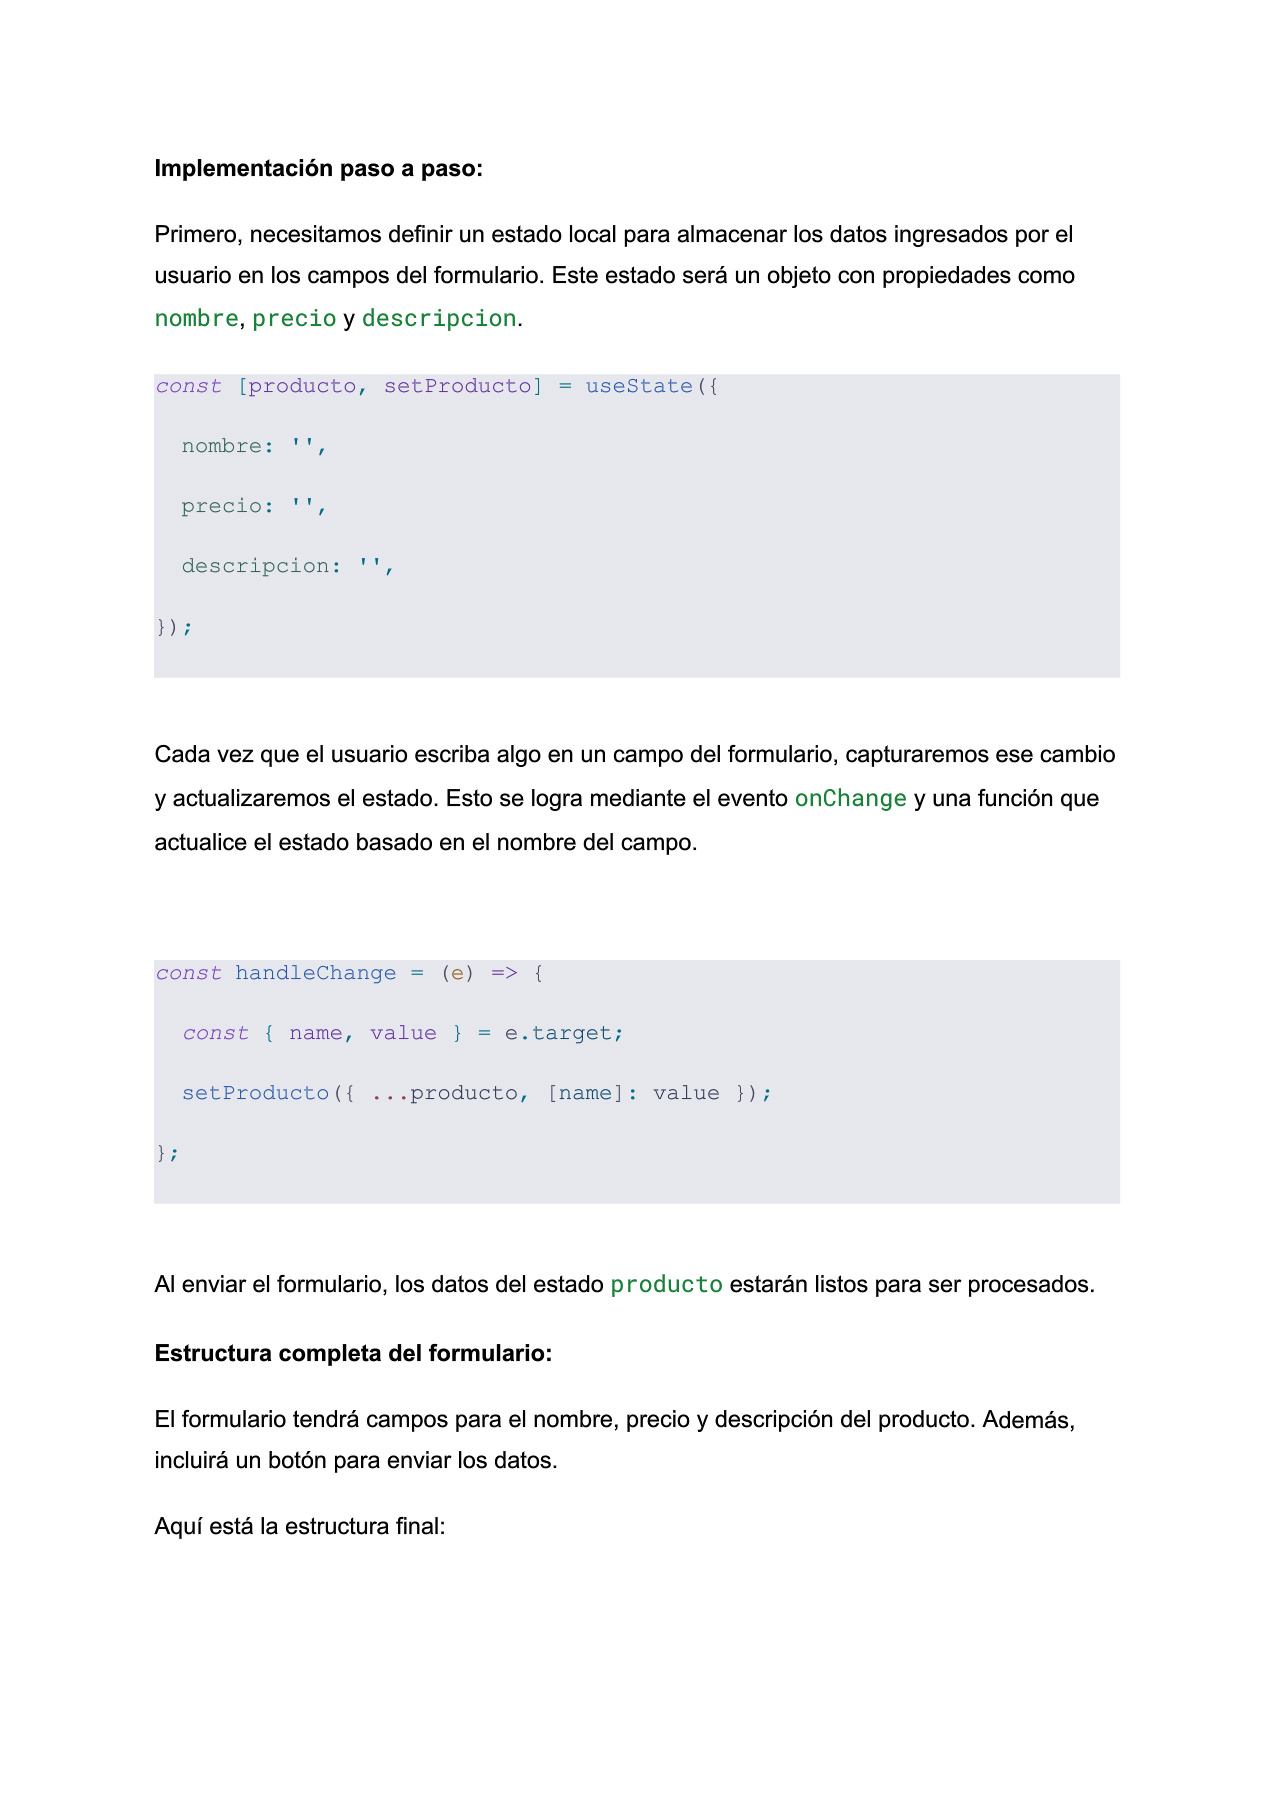 Implementación paso a paso:
Primero, necesitamos definir un estado local para almacenar los datos ingresados por el
usuario en los campos del formulario. Este estado será un objeto con propiedades como
nombre, precio y descripcion.
const [producto, setProducto] = useState({
  nombre: '',
  precio: '',
  descripcion: '',
});
Cada vez que el usuario escriba algo en un campo del formulario, capturaremos ese cambio
y actualizaremos el estado. Esto se logra mediante el evento onChange y una función que
actualice el estado basado en el nombre del campo.
const handleChange = (e) => {
  const { name, value } = e.target;
  setProducto({ ...producto, [name]: value });
};
Al enviar el formulario, los datos del estado producto estarán listos para ser procesados.
Estructura completa del formulario:
El formulario tendrá campos para el nombre, precio y descripción del producto. Además,
incluirá un botón para enviar los datos.
Aquí está la estructura final: